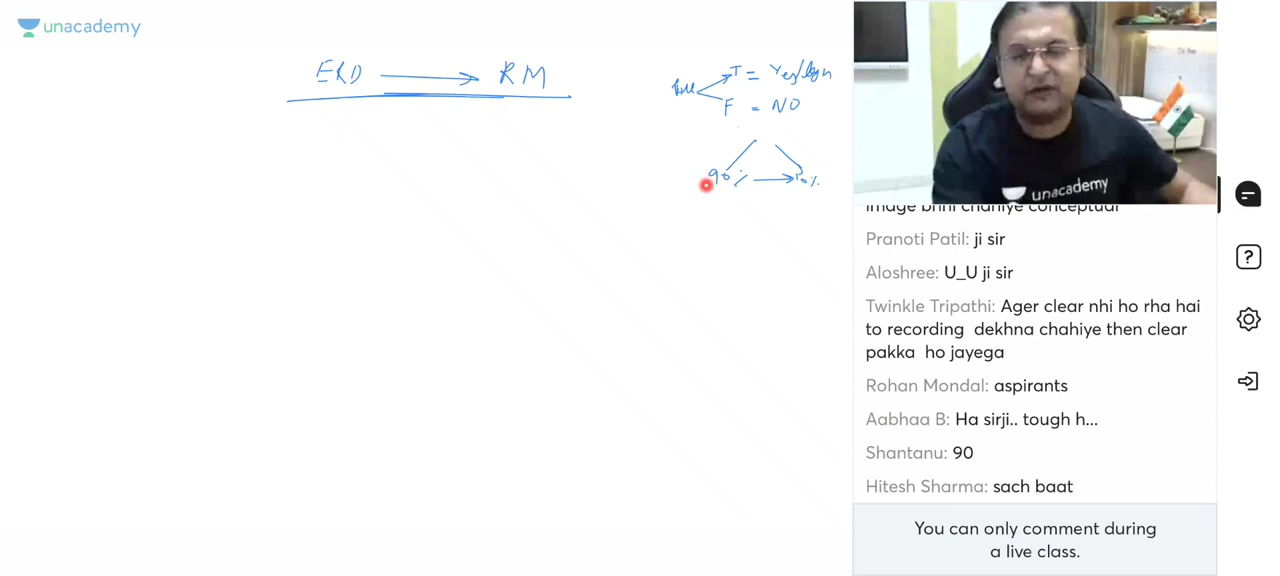 unacademy
ERD → RM
T = Yes/
F = NO
90% → 10%
unacademy
image bhhi chahiye conceptual
Pranoti Patil: ji sir
Aloshree: U_U ji sir
Twinkle Tripathi: Ager clear nhi ho rha hai
to recording dekhna chahiye then clear
pakka ho jayega
Rohan Mondal: aspirants
Aabhaa B: Ha sirji.. tough h...
Shantanu: 90
Hitesh Sharma: sach baat
You can only comment during
a live class.